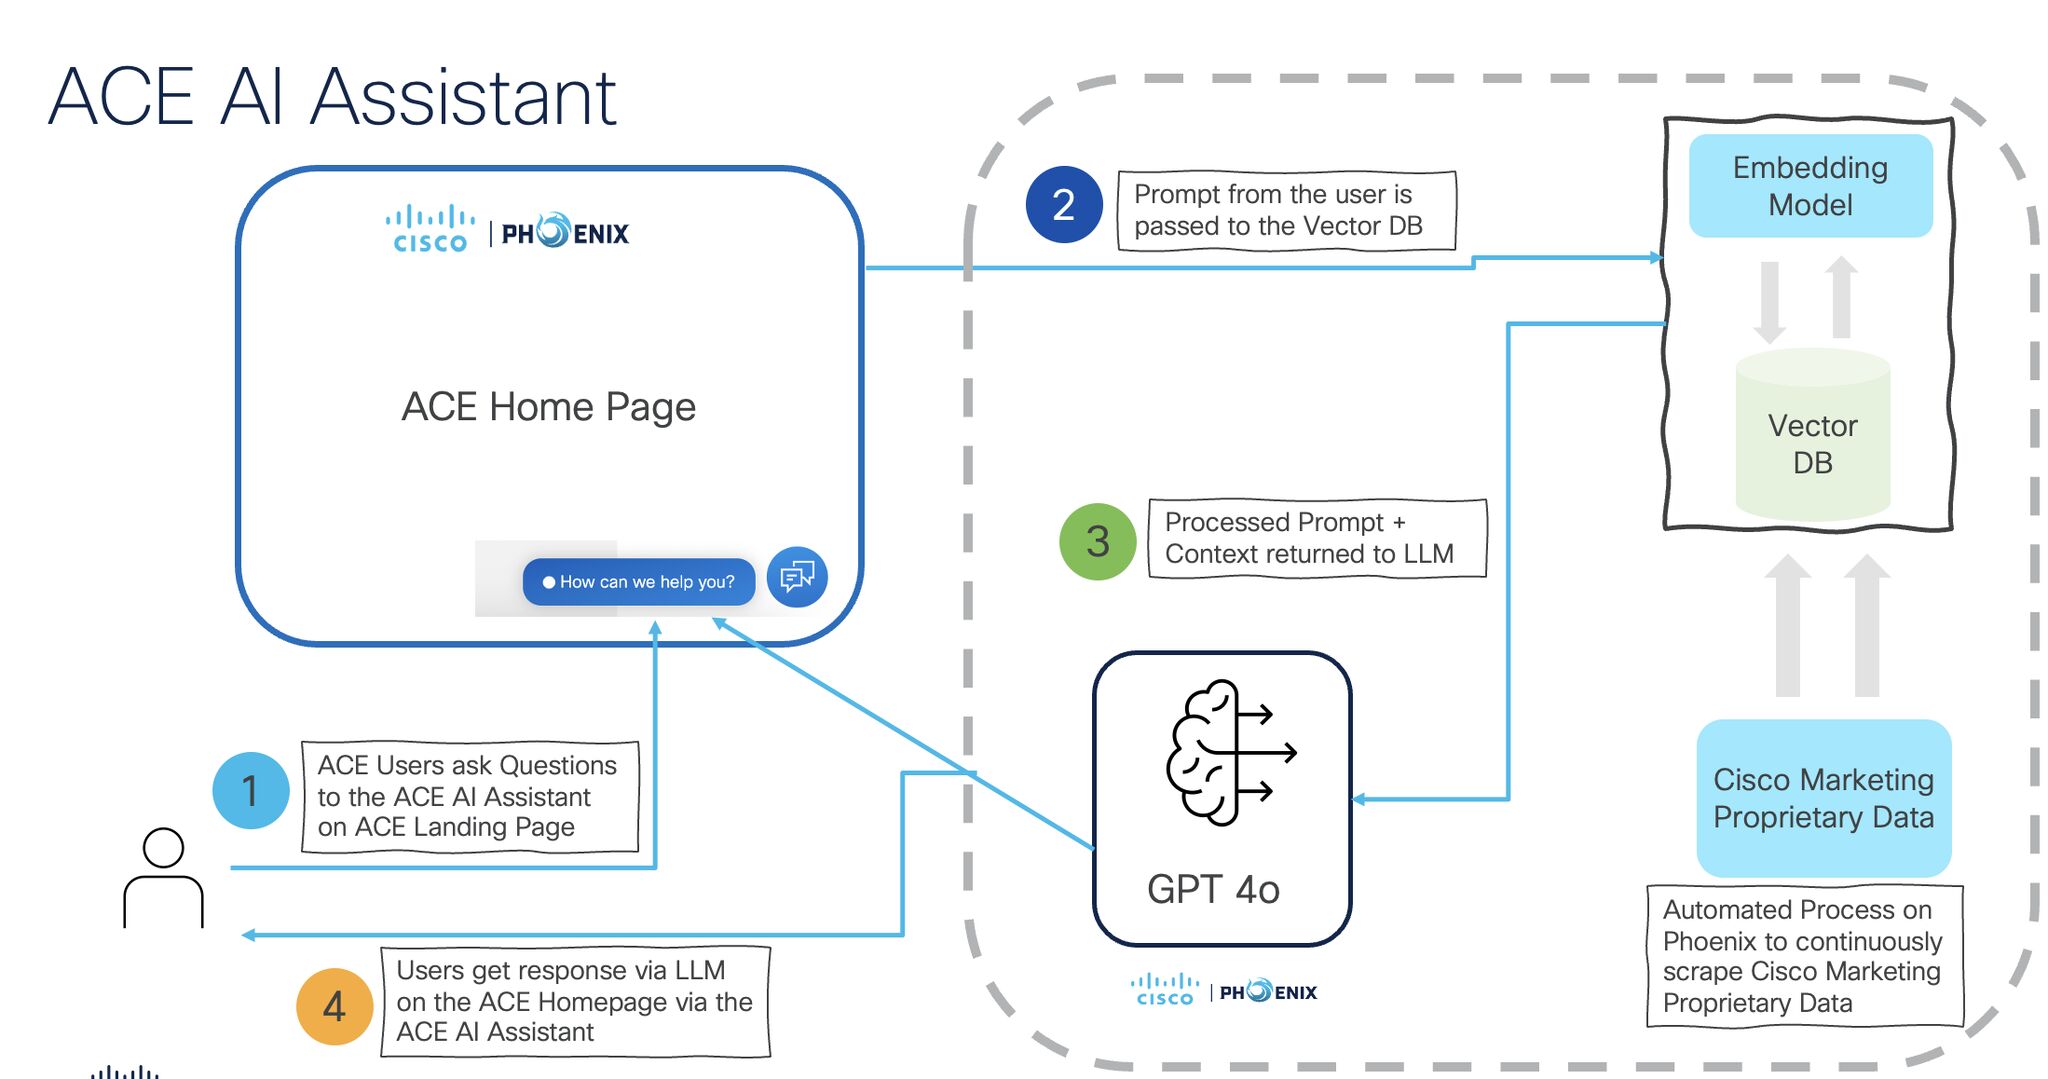 ACE AI Assistant
CISCO
PHOENIX
ACE Home Page
How can we help you?
1
ACE Users ask Questions
to the ACE AI Assistant
on ACE Landing Page
2
Prompt from the user is
passed to the Vector DB
Embedding
Model
Vector
DB
3
Processed Prompt +
Context returned to LLM
GPT 4o
CISCO
PHOENIX
Cisco Marketing
Proprietary Data
Automated Process on
Phoenix to continuously
scrape Cisco Marketing
Proprietary Data
4
Users get response via LLM
on the ACE Homepage via the
ACE AI Assistant